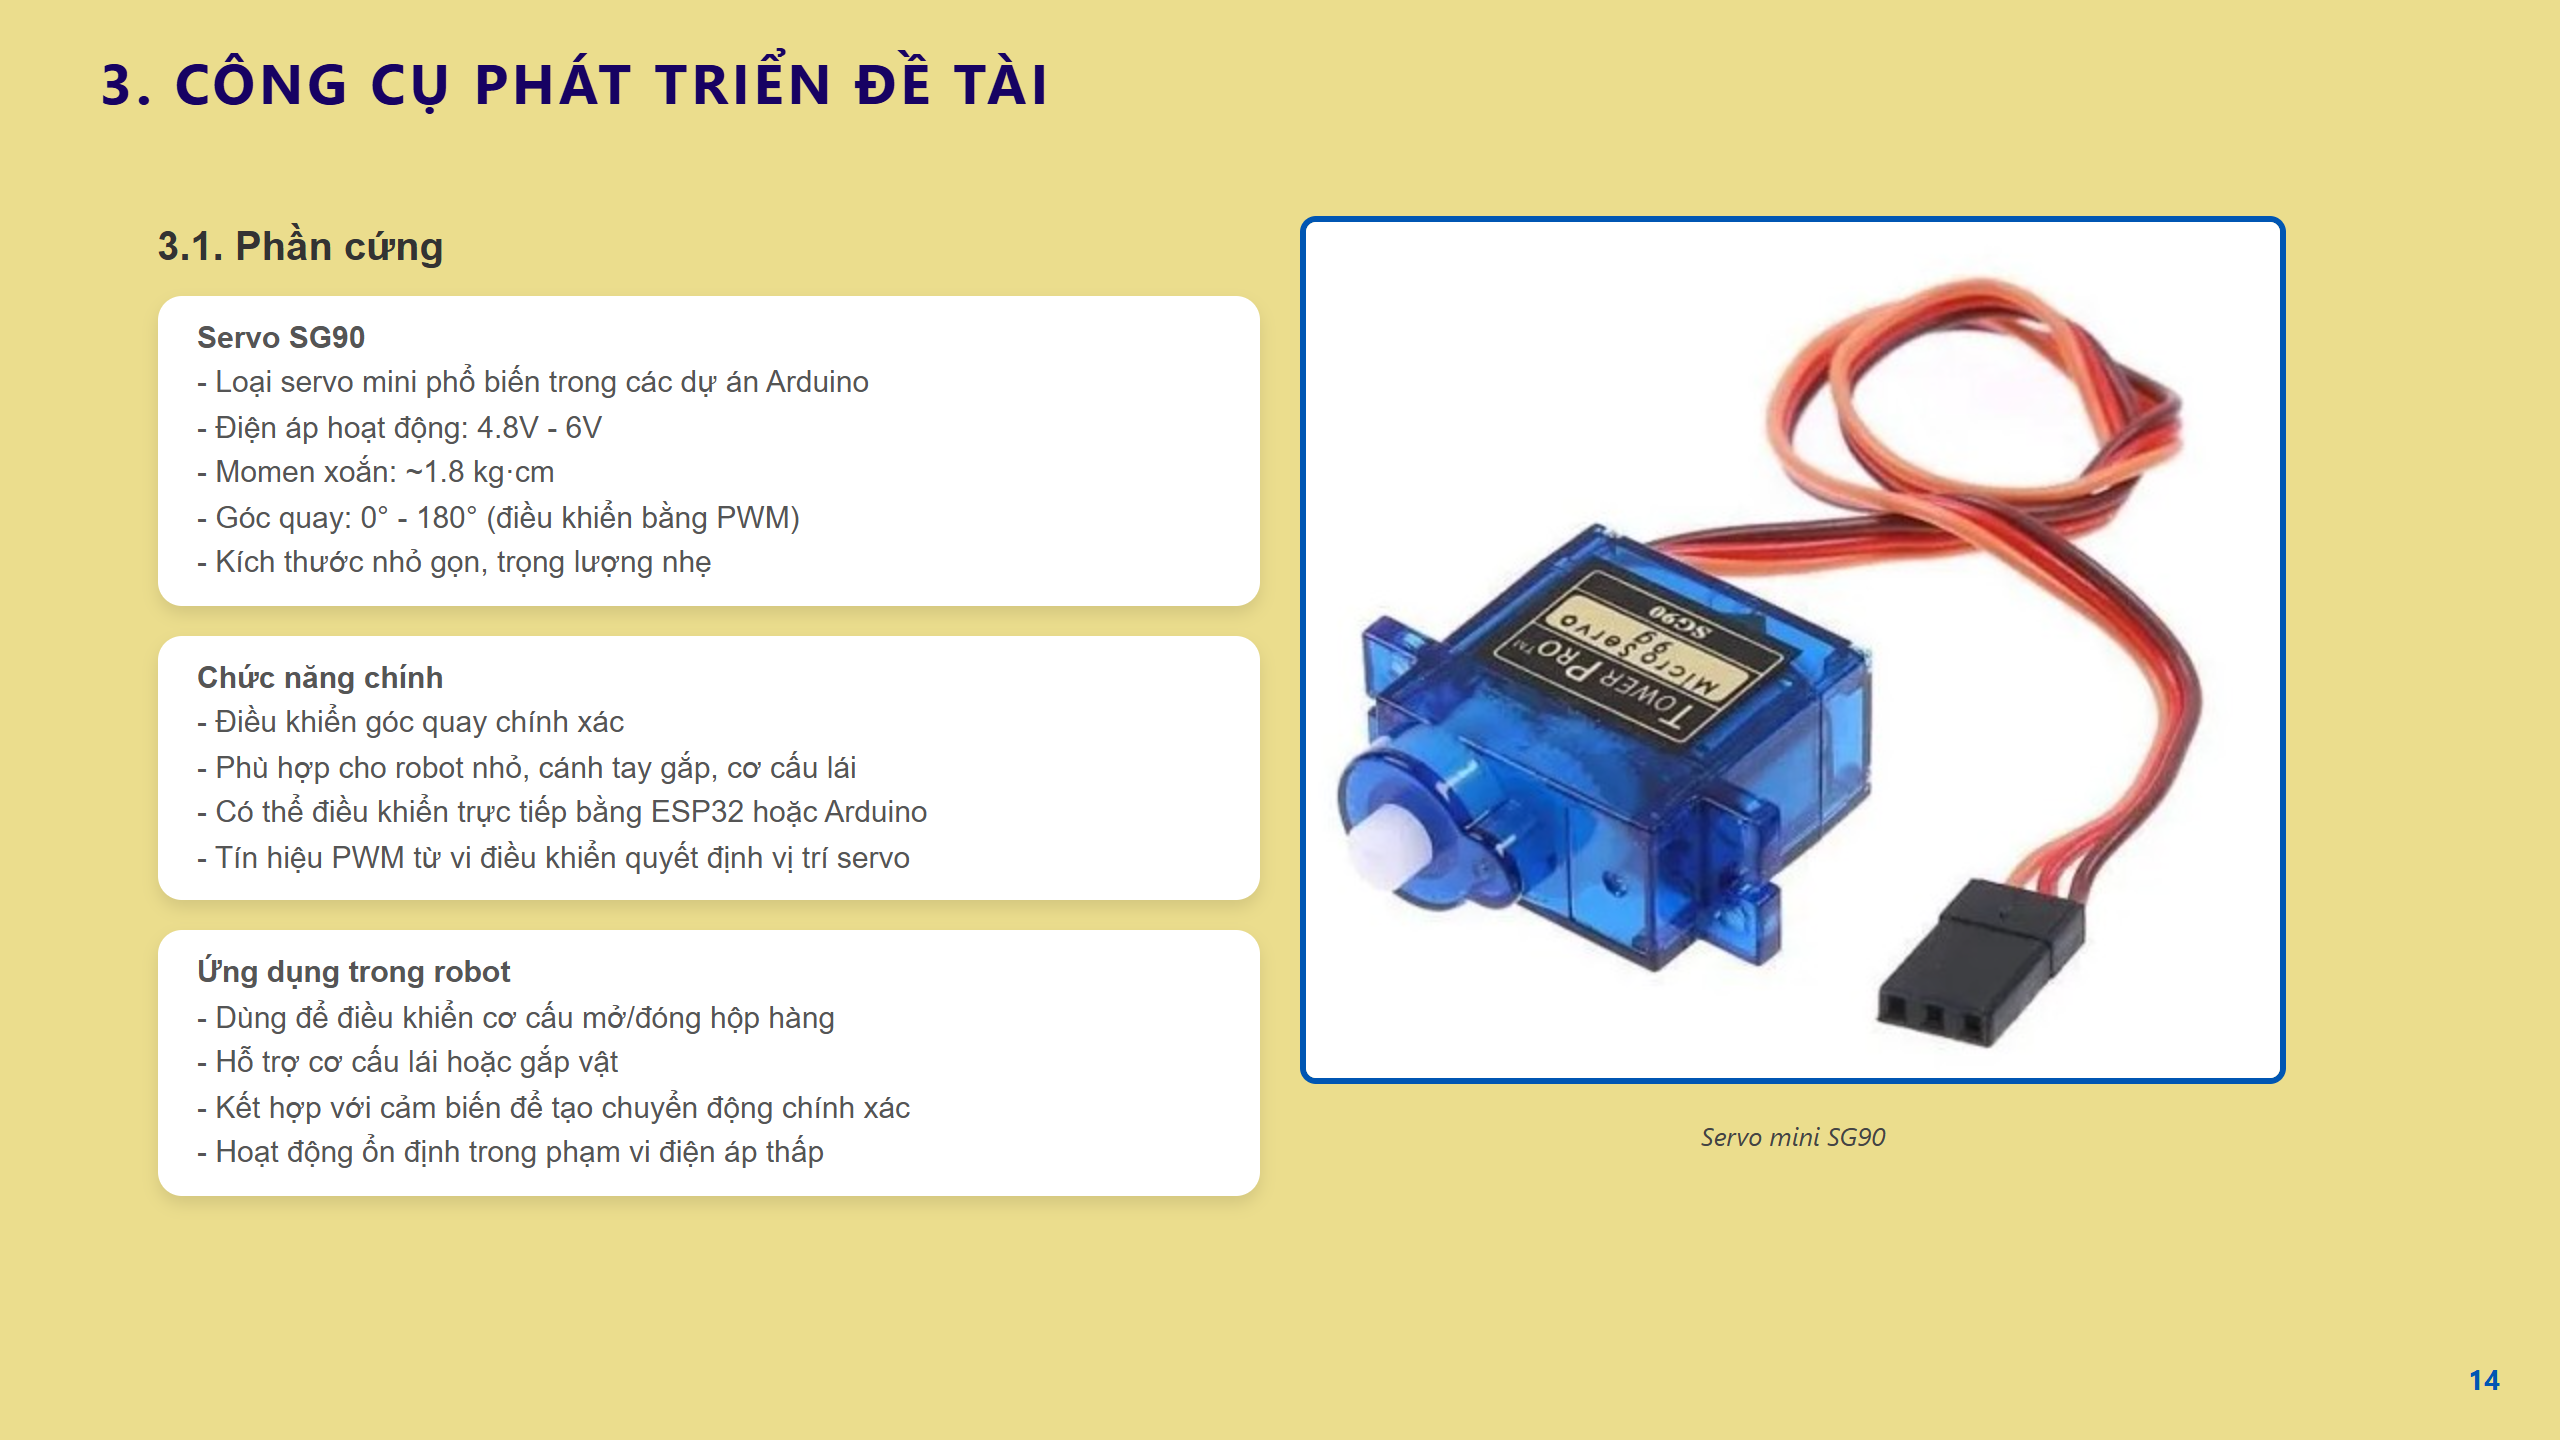 3. CÔNG CỤ PHÁT TRIỂN ĐỀ TÀI
3.1. Phần cứng
Servo SG90
- Loại servo mini phổ biến trong các dự án Arduino
- Điện áp hoạt động: 4.8V - 6V
- Momen xoắn: ~1.8 kg·cm
- Góc quay: 0° - 180° (điều khiển bằng PWM)
- Kích thước nhỏ gọn, trọng lượng nhẹ
Chức năng chính
- Điều khiển góc quay chính xác
- Phù hợp cho robot nhỏ, cánh tay gắp, cơ cấu lái
- Có thể điều khiển trực tiếp bằng ESP32 hoặc Arduino
- Tín hiệu PWM từ vi điều khiển quyết định vị trí servo
Ứng dụng trong robot
- Dùng để điều khiển cơ cấu mở/đóng hộp hàng
- Hỗ trợ cơ cấu lái hoặc gắp vật
- Kết hợp với cảm biến để tạo chuyển động chính xác
- Hoạt động ổn định trong phạm vi điện áp thấp
TOWER PRO™
Micro Servo
9g
SG90
Servo mini SG90
14